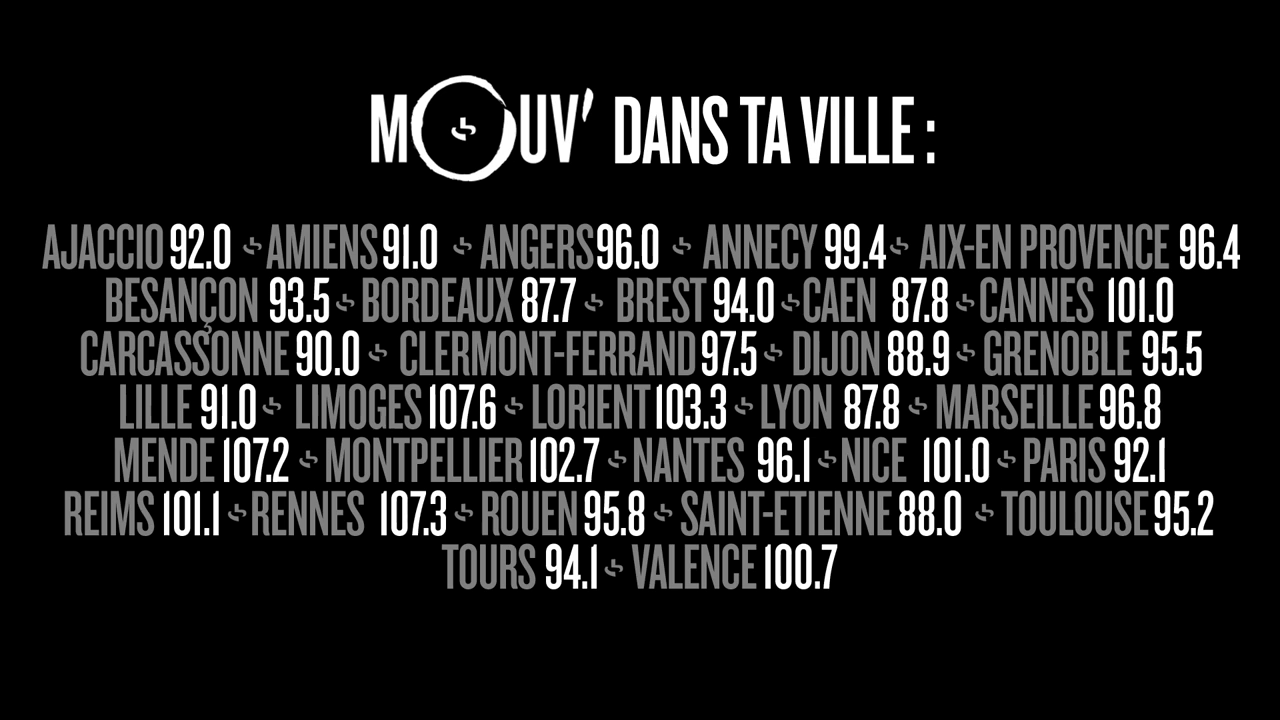 MOUV' DANS TA VILLE :
AJACCIO 92.0 AMIENS 91.0 ANGERS 96.0 ANNECY 99.4 AIX-EN PROVENCE 96.4
BESANÇON 93.5 BORDEAUX 87.7 BREST 94.0 CAEN 87.8 CANNES 101.0
CARCASSONNE 90.0 CLERMONT-FERRAND 97.5 DIJON 88.9 GRENOBLE 95.5
LILLE 91.0 LIMOGES 107.6 LORIENT 103.3 LYON 87.8 MARSEILLE 96.8
MENDE 107.2 MONTPELLIER 102.7 NANTES 96.1 NICE 101.0 PARIS 92.1
REIMS 101.1 RENNES 107.3 ROUEN 95.8 SAINT-ETIENNE 88.0 TOULOUSE 95.2
TOURS 94.1 VALENCE 100.7